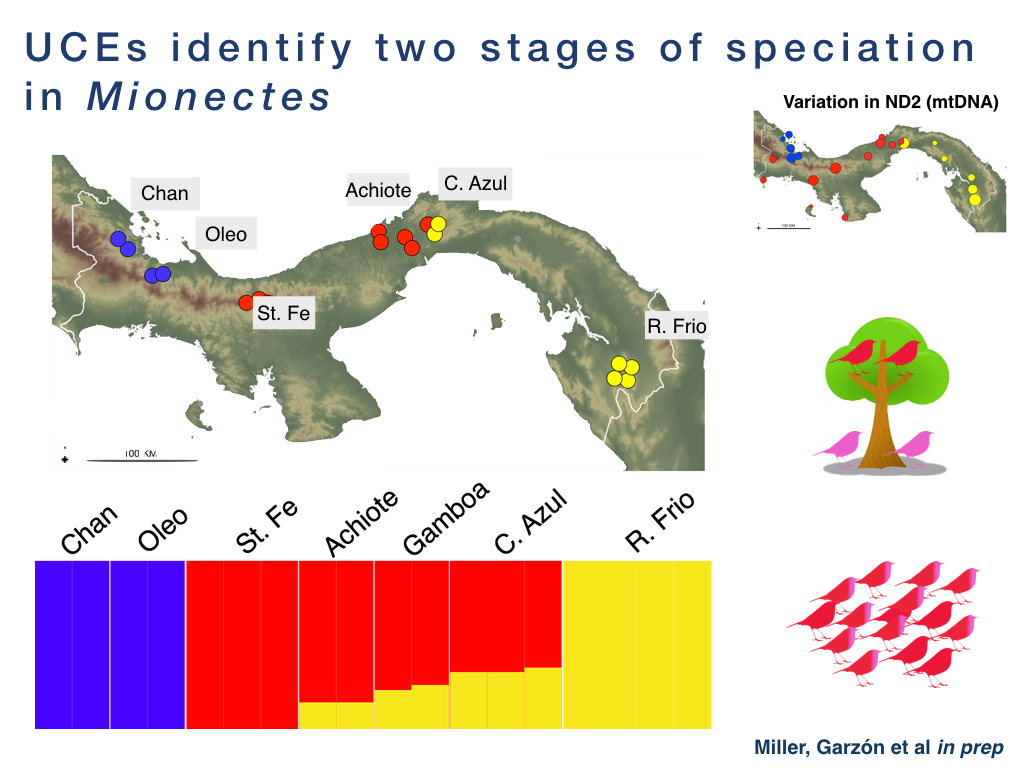 UCEs identify two stages of speciation
in Mionectes
Variation in ND2 (mtDNA)
100 KM
Chan
Oleo
Achiote
C. Azul
St. Fe
R. Frio
100 KM
Chan
Oleo
St. Fe
Achiote
Gamboa
C. Azul
R. Frio
Miller, Garzón et al in prep